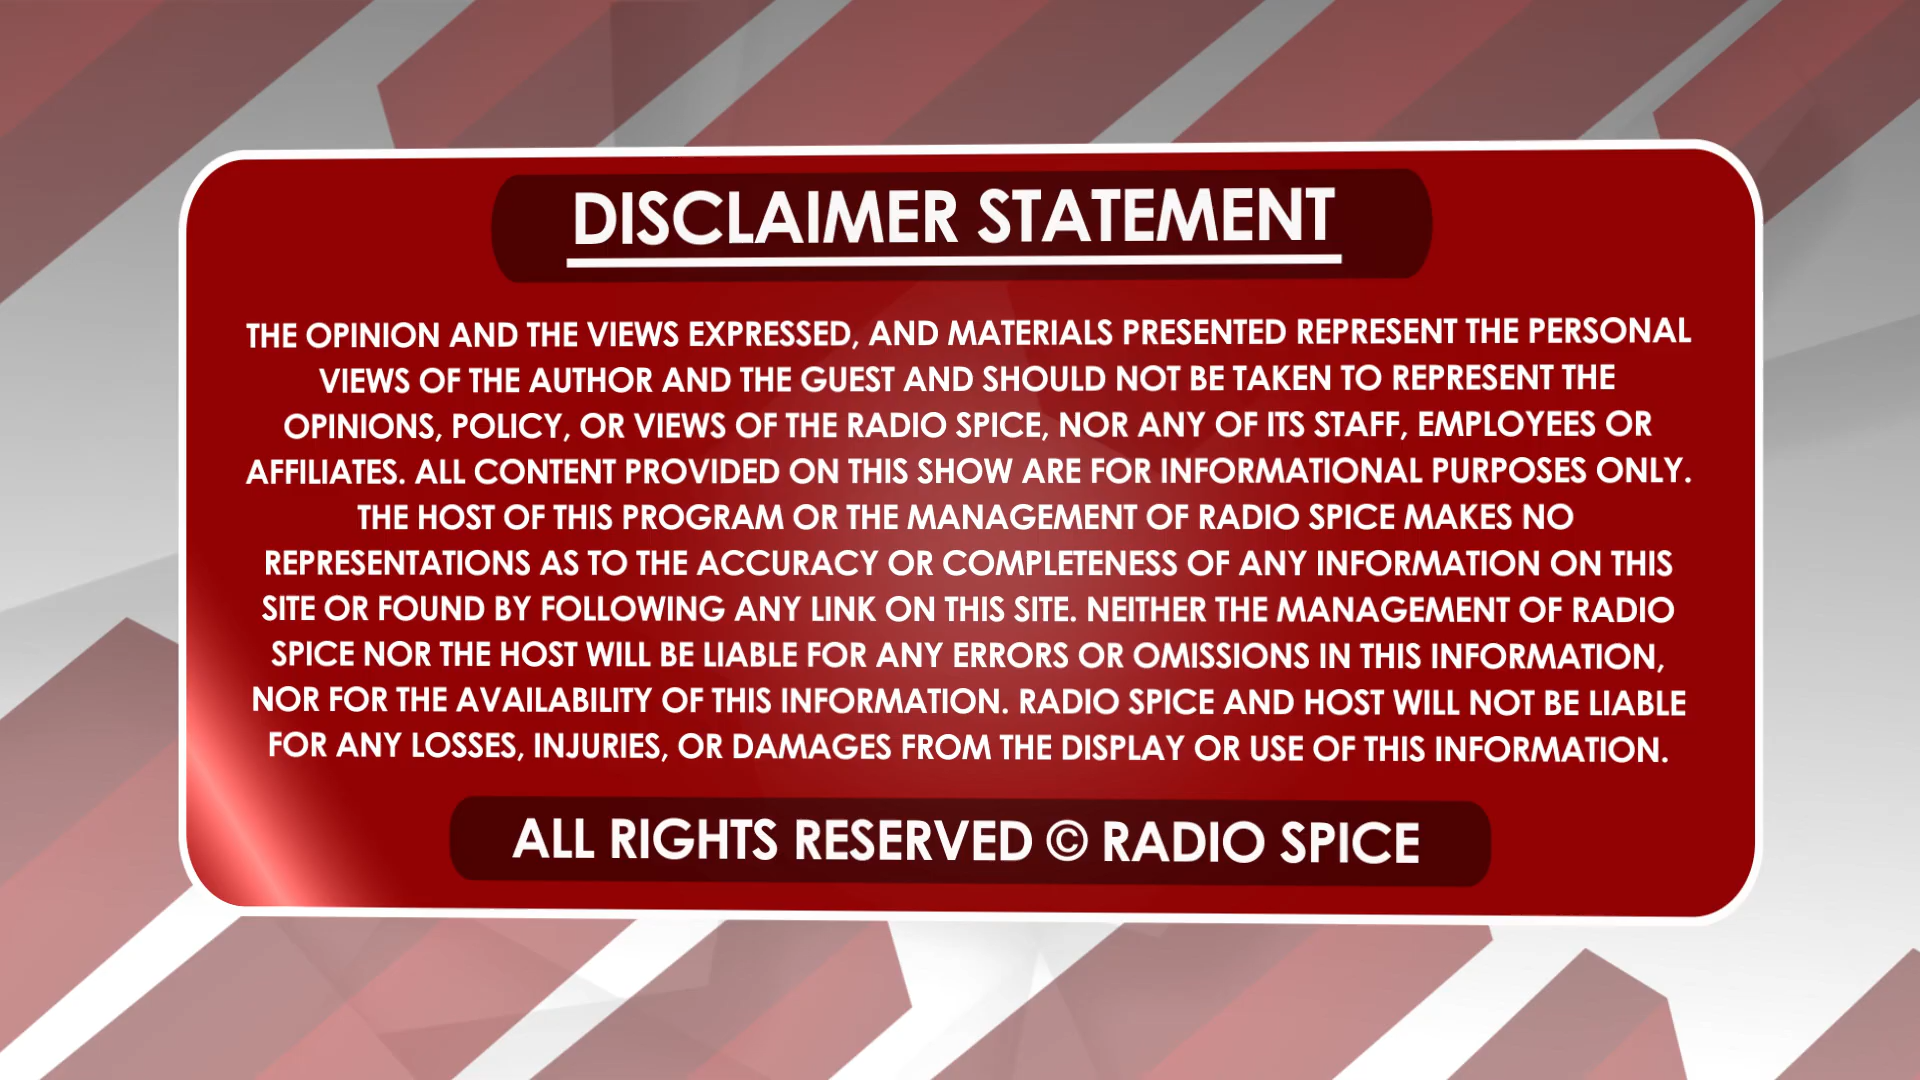 DISCLAIMER STATEMENT
THE OPINION AND THE VIEWS EXPRESSED, AND MATERIALS PRESENTED REPRESENT THE PERSONAL
VIEWS OF THE AUTHOR AND THE GUEST AND SHOULD NOT BE TAKEN TO REPRESENT THE
OPINIONS, POLICY, OR VIEWS OF THE RADIO SPICE, NOR ANY OF ITS STAFF, EMPLOYEES OR
AFFILIATES. ALL CONTENT PROVIDED ON THIS SHOW ARE FOR INFORMATIONAL PURPOSES ONLY.
THE HOST OF THIS PROGRAM OR THE MANAGEMENT OF RADIO SPICE MAKES NO
REPRESENTATIONS AS TO THE ACCURACY OR COMPLETENESS OF ANY INFORMATION ON THIS
SITE OR FOUND BY FOLLOWING ANY LINK ON THIS SITE. NEITHER THE MANAGEMENT OF RADIO
SPICE NOR THE HOST WILL BE LIABLE FOR ANY ERRORS OR OMISSIONS IN THIS INFORMATION,
NOR FOR THE AVAILABILITY OF THIS INFORMATION. RADIO SPICE AND HOST WILL NOT BE LIABLE
FOR ANY LOSSES, INJURIES, OR DAMAGES FROM THE DISPLAY OR USE OF THIS INFORMATION.
ALL RIGHTS RESERVED © RADIO SPICE